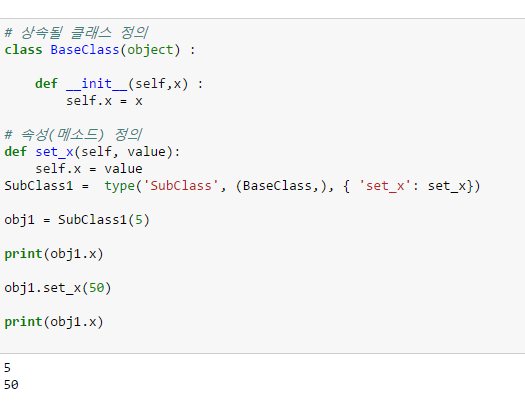 # 상속될 클래스 정의
class BaseClass(object) :
    def __init__(self,x) :
        self.x = x
# 속성(메소드) 정의
def set_x(self, value):
    self.x = value
SubClass1 =  type('SubClass', (BaseClass,), { 'set_x': set_x})
obj1 = SubClass1(5)
print(obj1.x)
obj1.set_x(50)
print(obj1.x)
5
50